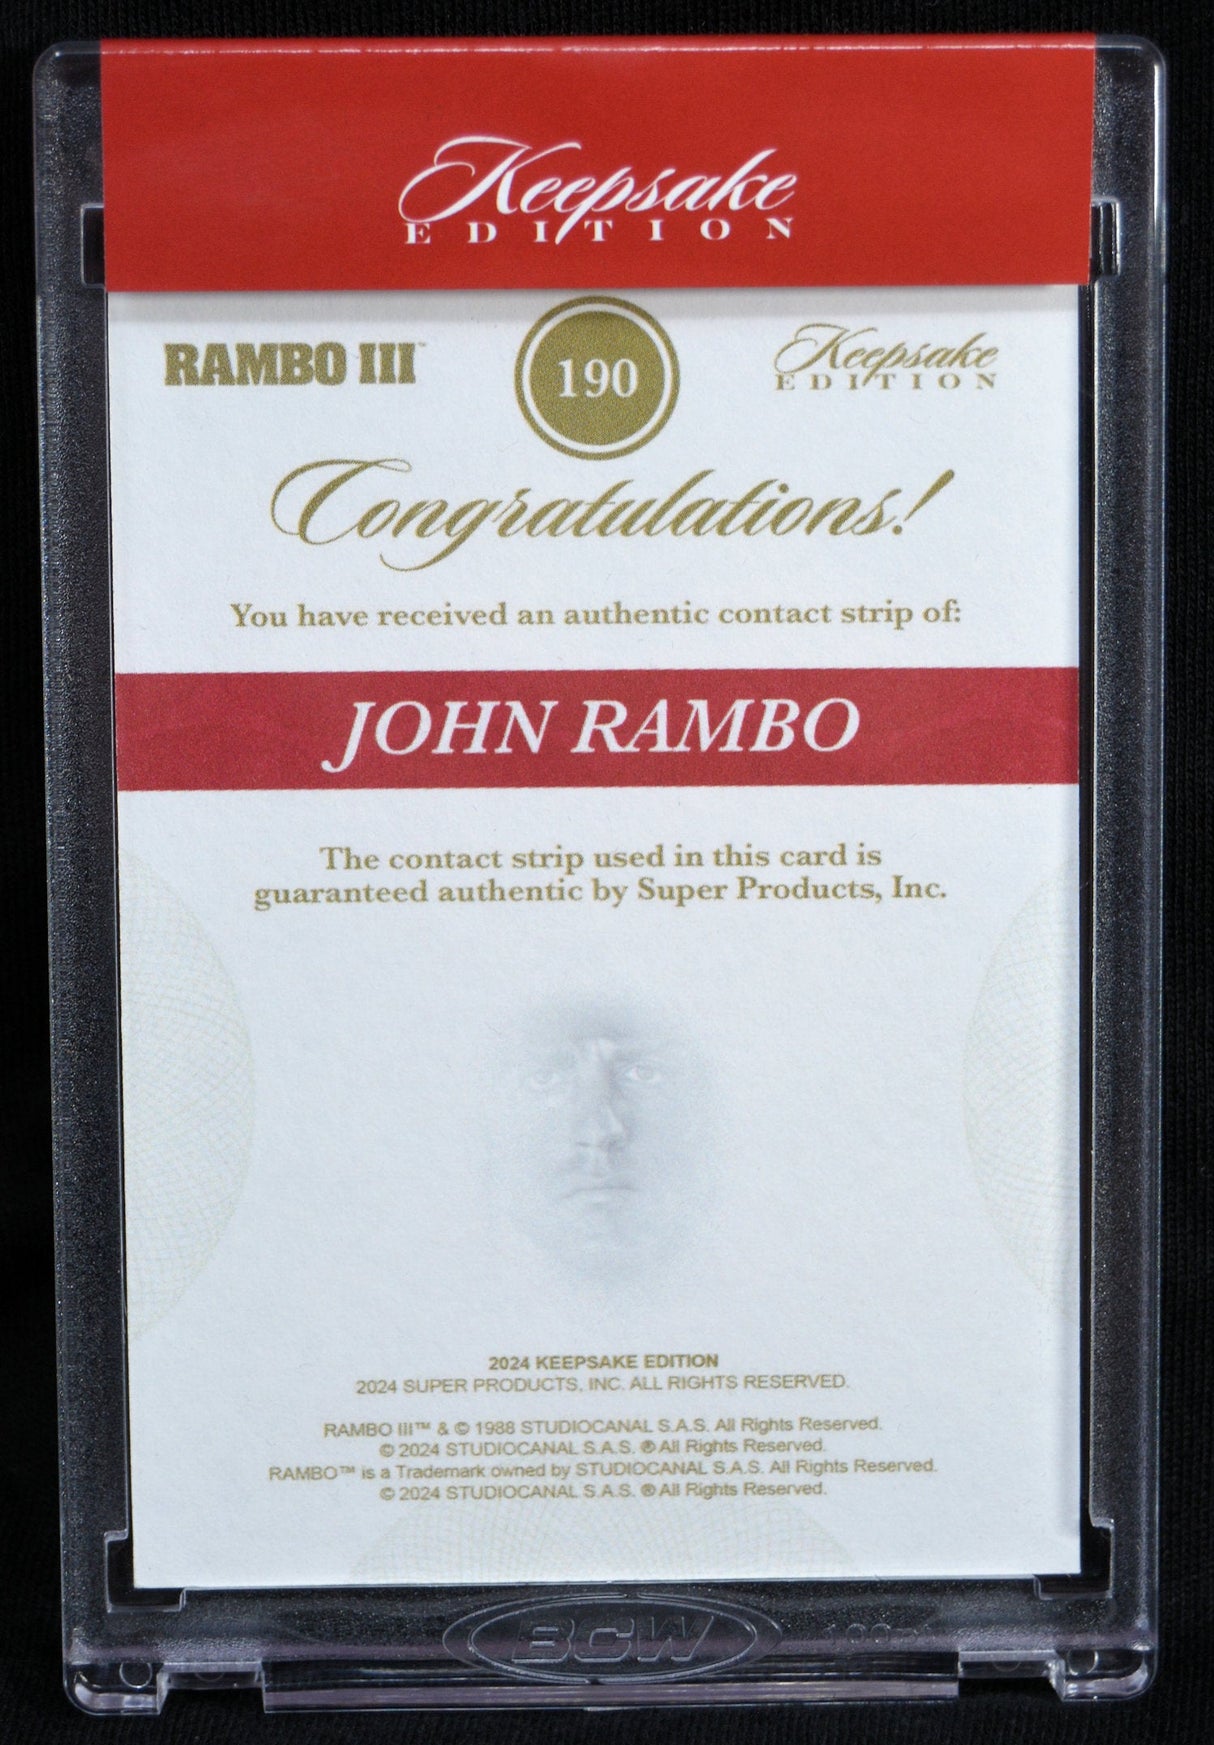 Keepsake
EDITION
RAMBO III™
190
Keepsake
EDITION
Congratulations!
You have received an authentic contact strip of:
JOHN RAMBO
The contact strip used in this card is
guaranteed authentic by Super Products, Inc.
2024 KEEPSAKE EDITION
2024 SUPER PRODUCTS, INC. ALL RIGHTS RESERVED.
RAMBO III™ & © 1988 STUDIOCANAL S.A.S. All Rights Reserved.
© 2024 STUDIOCANAL S.A.S. ® All Rights Reserved.
RAMBO™ is a Trademark owned by STUDIOCANAL S.A.S. All Rights Reserved.
© 2024 STUDIOCANAL S.A.S. ® All Rights Reserved.
BCW